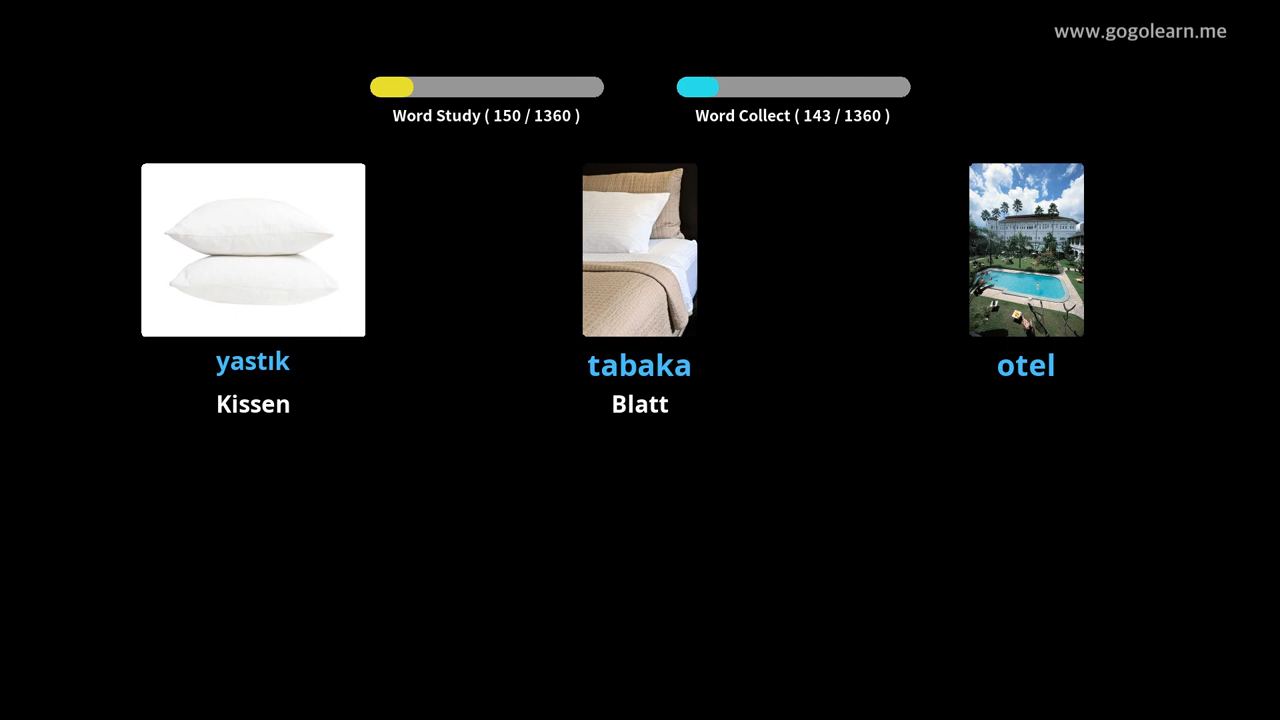 www.gogolearn.me
Word Study ( 150 / 1360 )
Word Collect ( 143 / 1360 )
yastık
tabaka
otel
Kissen
Blatt